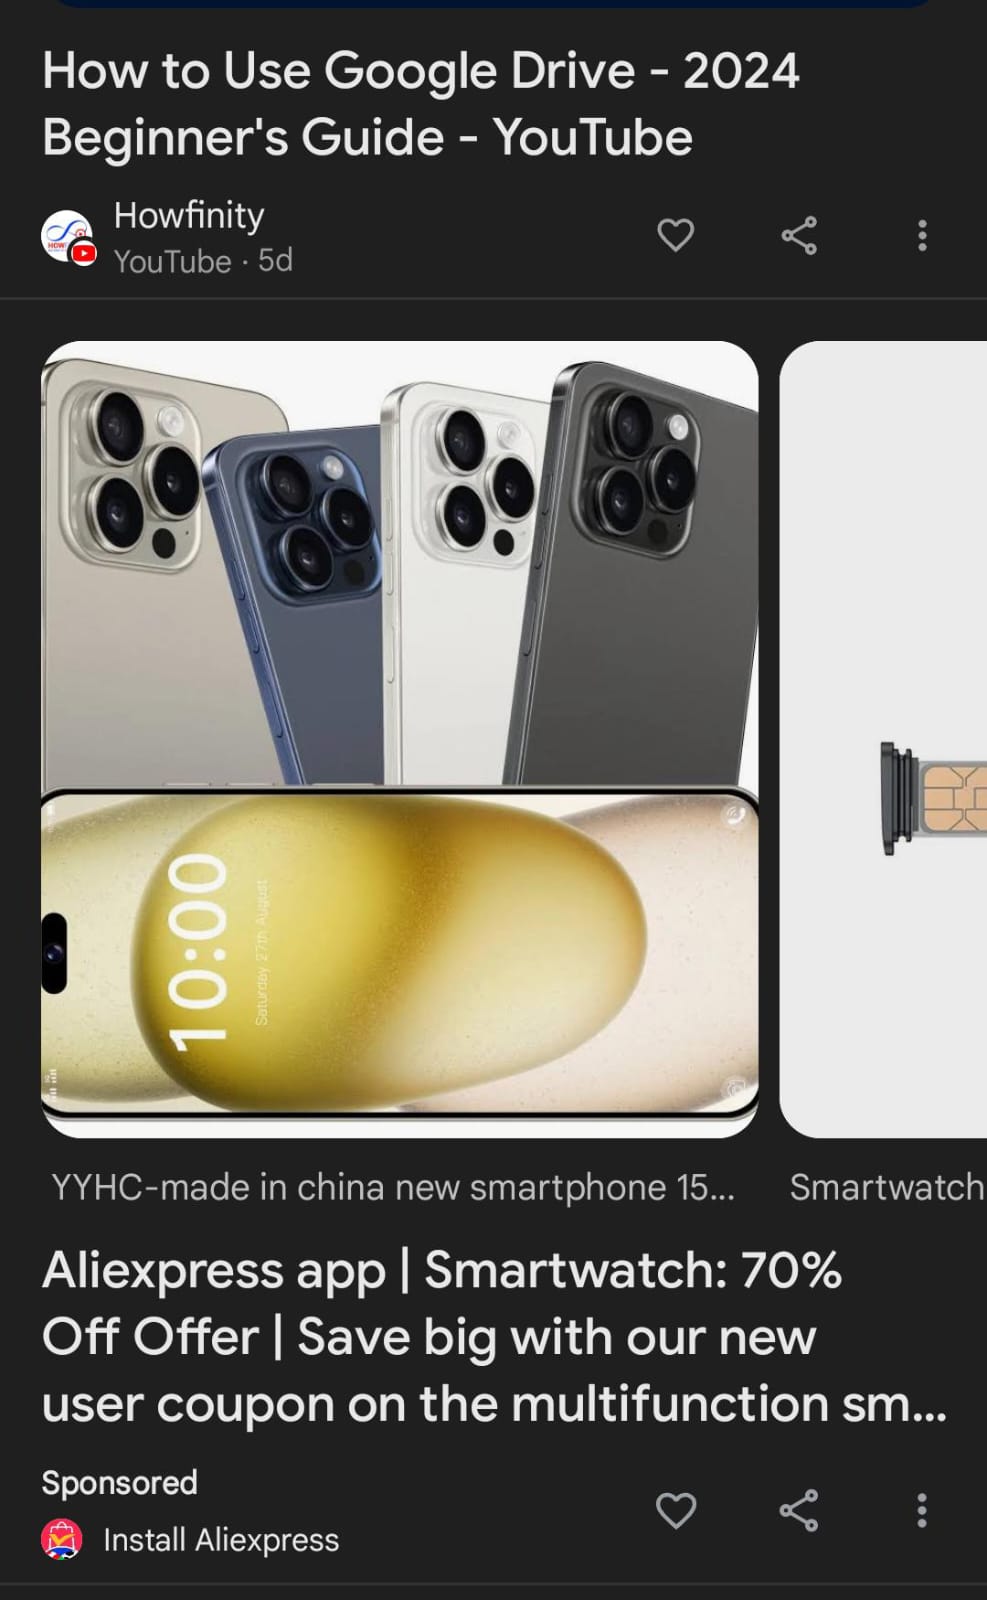 How to Use Google Drive - 2024
Beginner's Guide - YouTube
Howfinity
YouTube · 5d
10:00
Saturday 27th August
YYHC-made in china new smartphone 15...
Smartwatch
Aliexpress app | Smartwatch: 70%
Off Offer | Save big with our new
user coupon on the multifunction sm...
Sponsored
Install Aliexpress